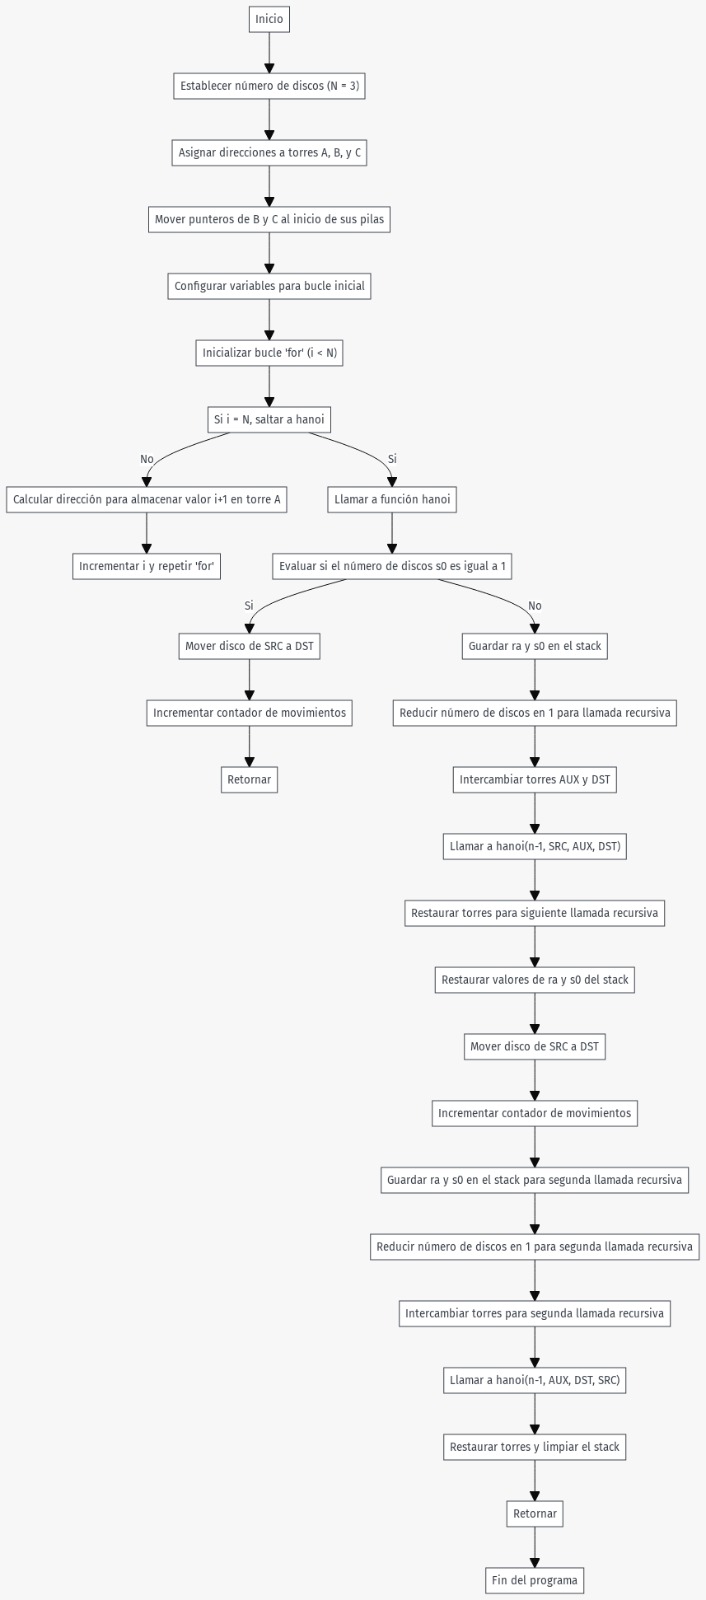 Inicio
Establecer número de discos (N = 3)
Asignar direcciones a torres A, B, y C
Mover punteros de B y C al inicio de sus pilas
Configurar variables para bucle inicial
Inicializar bucle 'for' (i < N)
Si i = N, saltar a hanoi
No
Si
Calcular dirección para almacenar valor i+1 en torre A
Llamar a función hanoi
Incrementar i y repetir 'for'
Evaluar si el número de discos s0 es igual a 1
Si
No
Mover disco de SRC a DST
Guardar ra y s0 en el stack
Incrementar contador de movimientos
Reducir número de discos en 1 para llamada recursiva
Retornar
Intercambiar torres AUX y DST
Llamar a hanoi(n-1, SRC, AUX, DST)
Restaurar torres para siguiente llamada recursiva
Restaurar valores de ra y s0 del stack
Mover disco de SRC a DST
Incrementar contador de movimientos
Guardar ra y s0 en el stack para segunda llamada recursiva
Reducir número de discos en 1 para segunda llamada recursiva
Intercambiar torres para segunda llamada recursiva
Llamar a hanoi(n-1, AUX, DST, SRC)
Restaurar torres y limpiar el stack
Retornar
Fin del programa